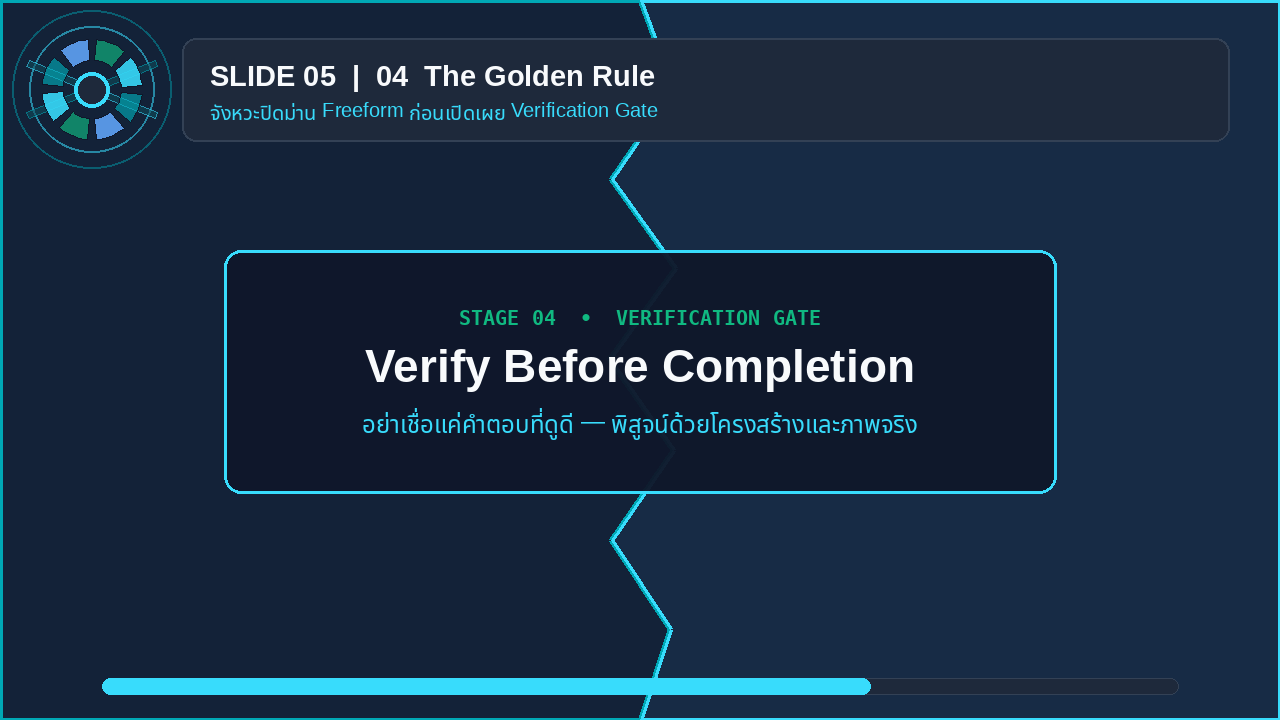 SLIDE 05 | 04 The Golden Rule
จังหวะปิดม่าน Freeform ก่อนเปิดเผย Verification Gate
STAGE 04 • VERIFICATION GATE
Verify Before Completion
อย่าเชื่อแค่คำตอบที่ดูดี — พิสูจน์ด้วยโครงสร้างและภาพจริง